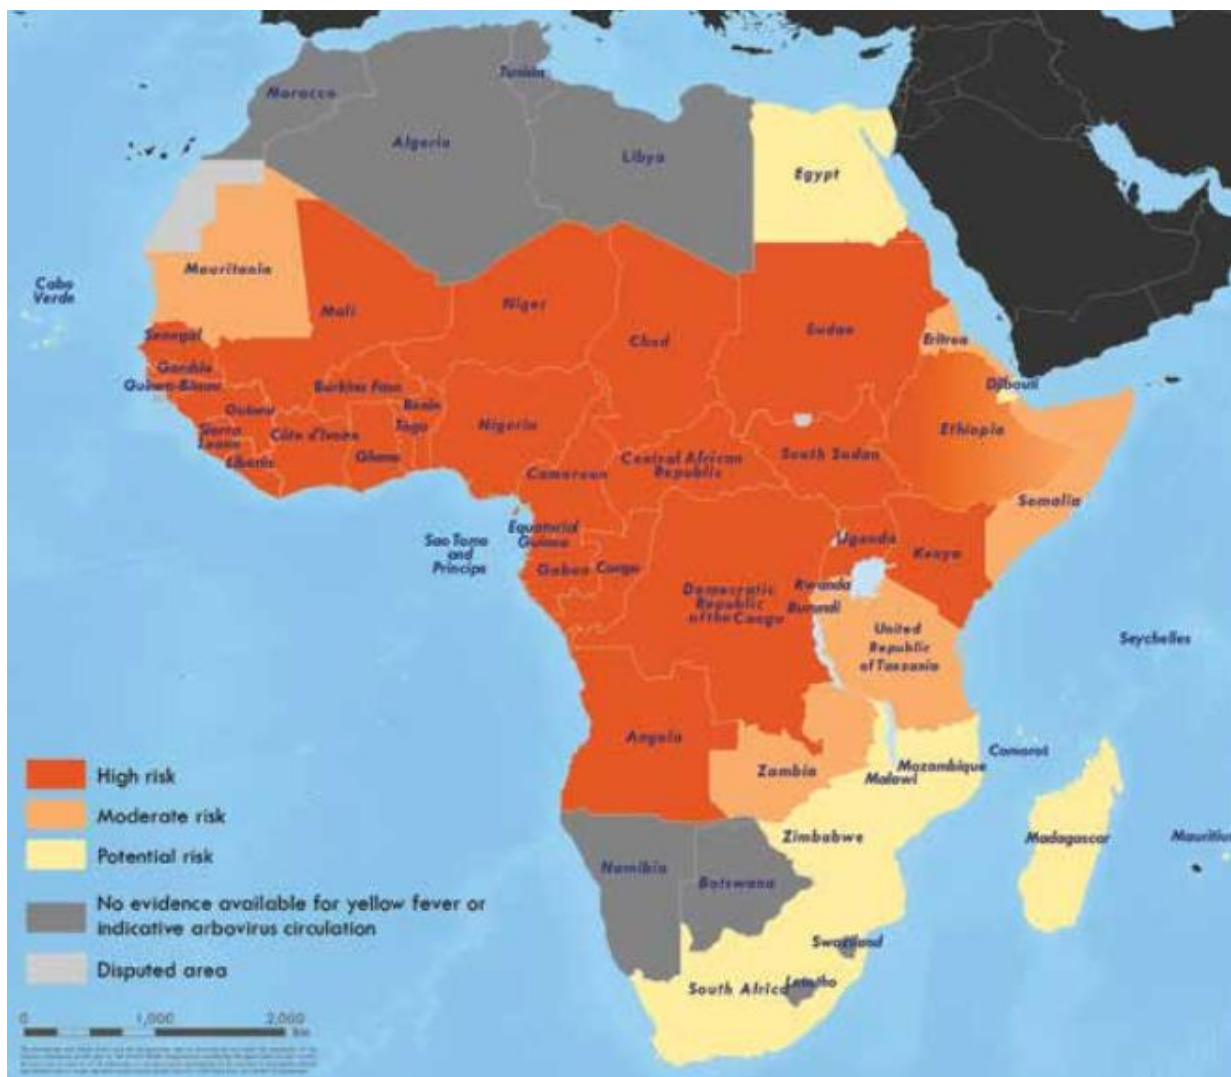 Tunisia
Morocco
Algeria
Libya
Egypt
Cabo
Verde
Mauritania
Mali
Niger
Chad
Sudan
Eritrea
Senegal
Gambia
Guinea-Bissau
Djibouti
Burkina Faso
Benin
Guinea
Togo
Nigeria
Ethiopia
Sierra
Leone
Côte d'Ivoire
Ghana
Liberia
Cameroon
Central African
Republic
South Sudan
Somalia
Sao Tome
and
Principe
Equatorial
Guinea
Uganda
Kenya
Gabon
Congo
Democratic
Republic
of the Congo
Rwanda
Burundi
United
Republic
of Tanzania
Seychelles
Angola
Zambia
Malawi
Mozambique
Comoros
Zimbabwe
Madagascar
Mauritius
Namibia
Botswana
Swaziland
South Africa
Lesotho
High risk
Moderate risk
Potential risk
No evidence available for yellow fever or
indicative arbovirus circulation
Disputed area
0 1,000 2,000
Km